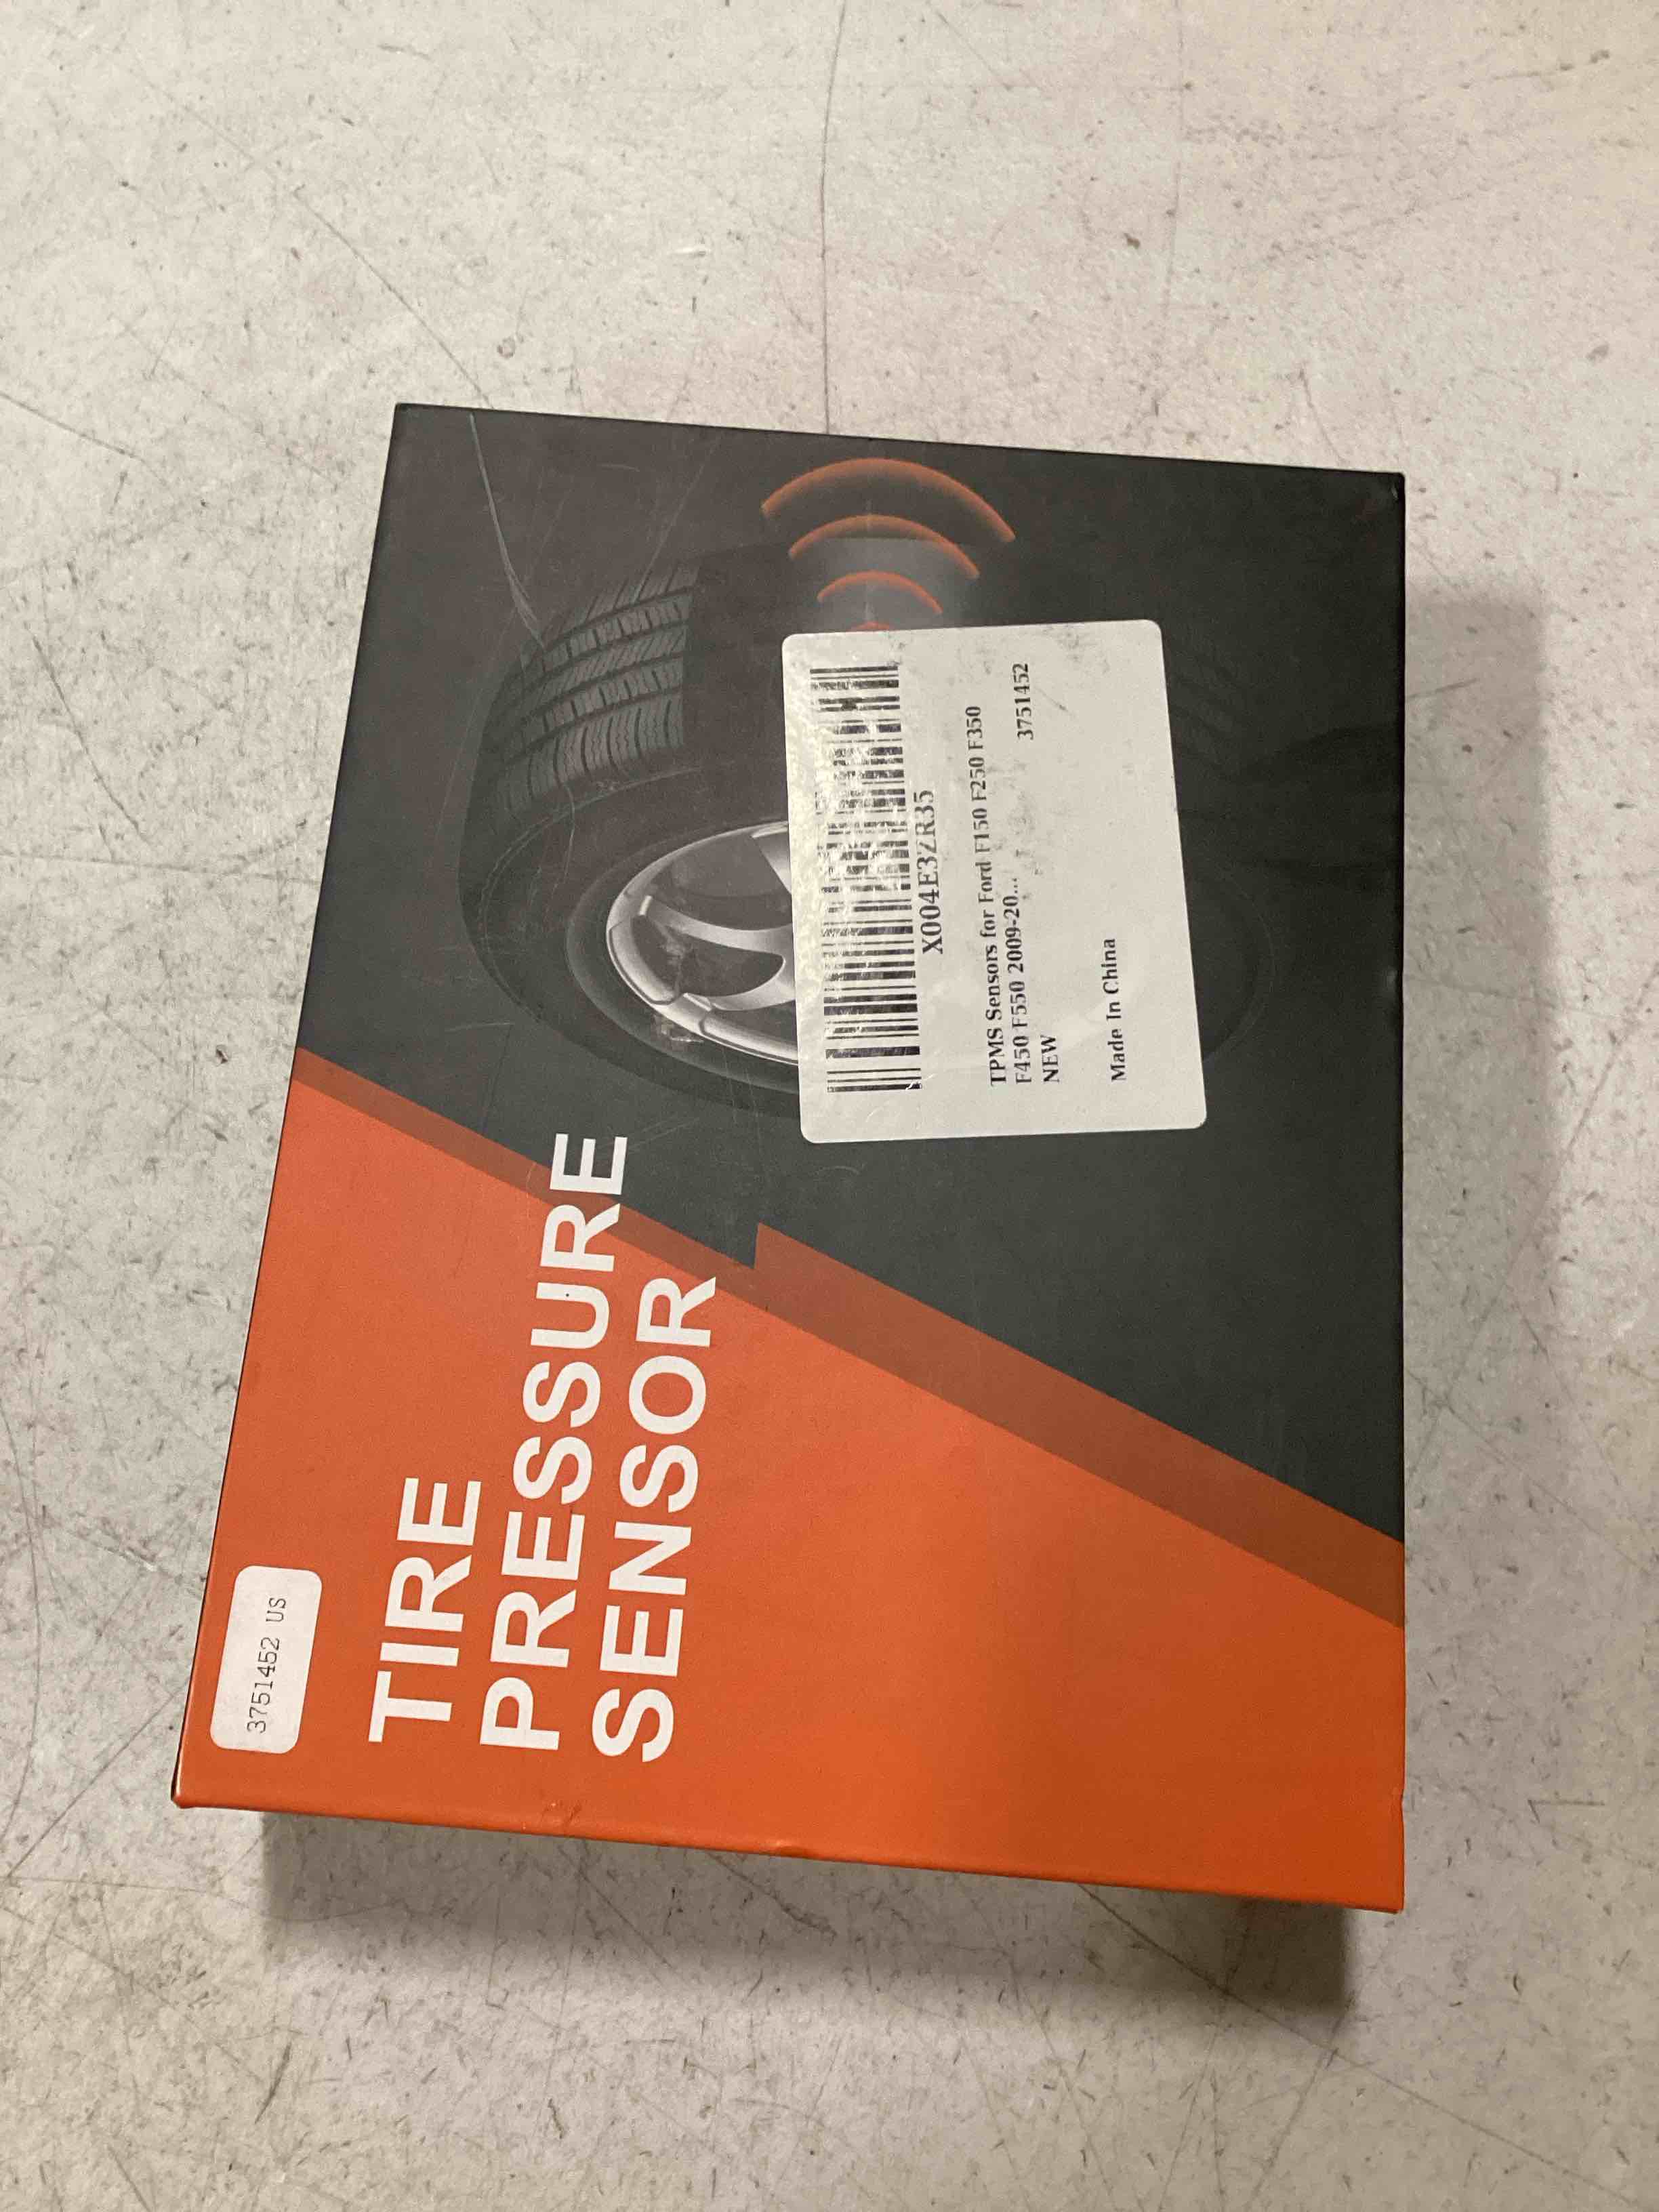 3751452 US
TIRE
PRESSURE
SENSOR
X004E3ZR35
TPMS Sensors for Ford F150 F250 F350
F450 F550 2009-20...
3751452
NEW
Made In China